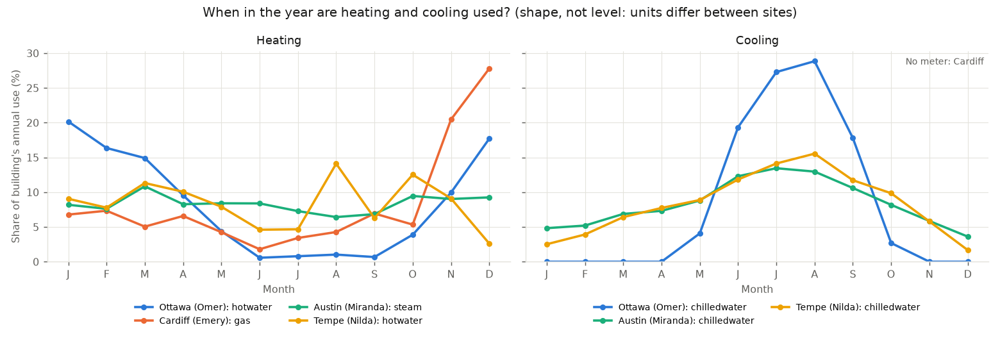 When in the year are heating and cooling used? (shape, not level: units differ between sites)
Heating
Share of building's annual use (%)
30
25
20
15
10
5
0
J F M A M J J A S O N D
Month
Ottawa (Omer): hotwater
Cardiff (Emery): gas
Austin (Miranda): steam
Tempe (Nilda): hotwater
Cooling
No meter: Cardiff
J F M A M J J A S O N D
Month
Ottawa (Omer): chilledwater
Austin (Miranda): chilledwater
Tempe (Nilda): chilledwater